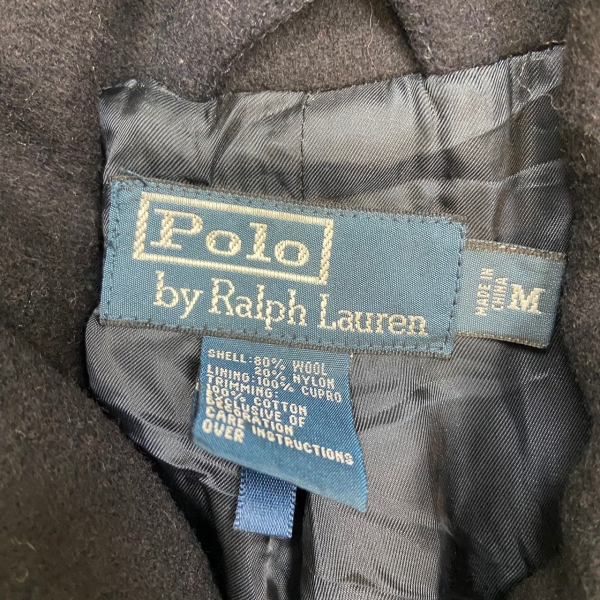 Polo
by Ralph Lauren
MADE IN
CHINA
M
SHELL: 80% WOOL
20% NYLON
LINING: 100% CUPRO
TRIMMING:
100% COTTON
EXCLUSIVE OF
CARE INSTRUCTIONS
OVER